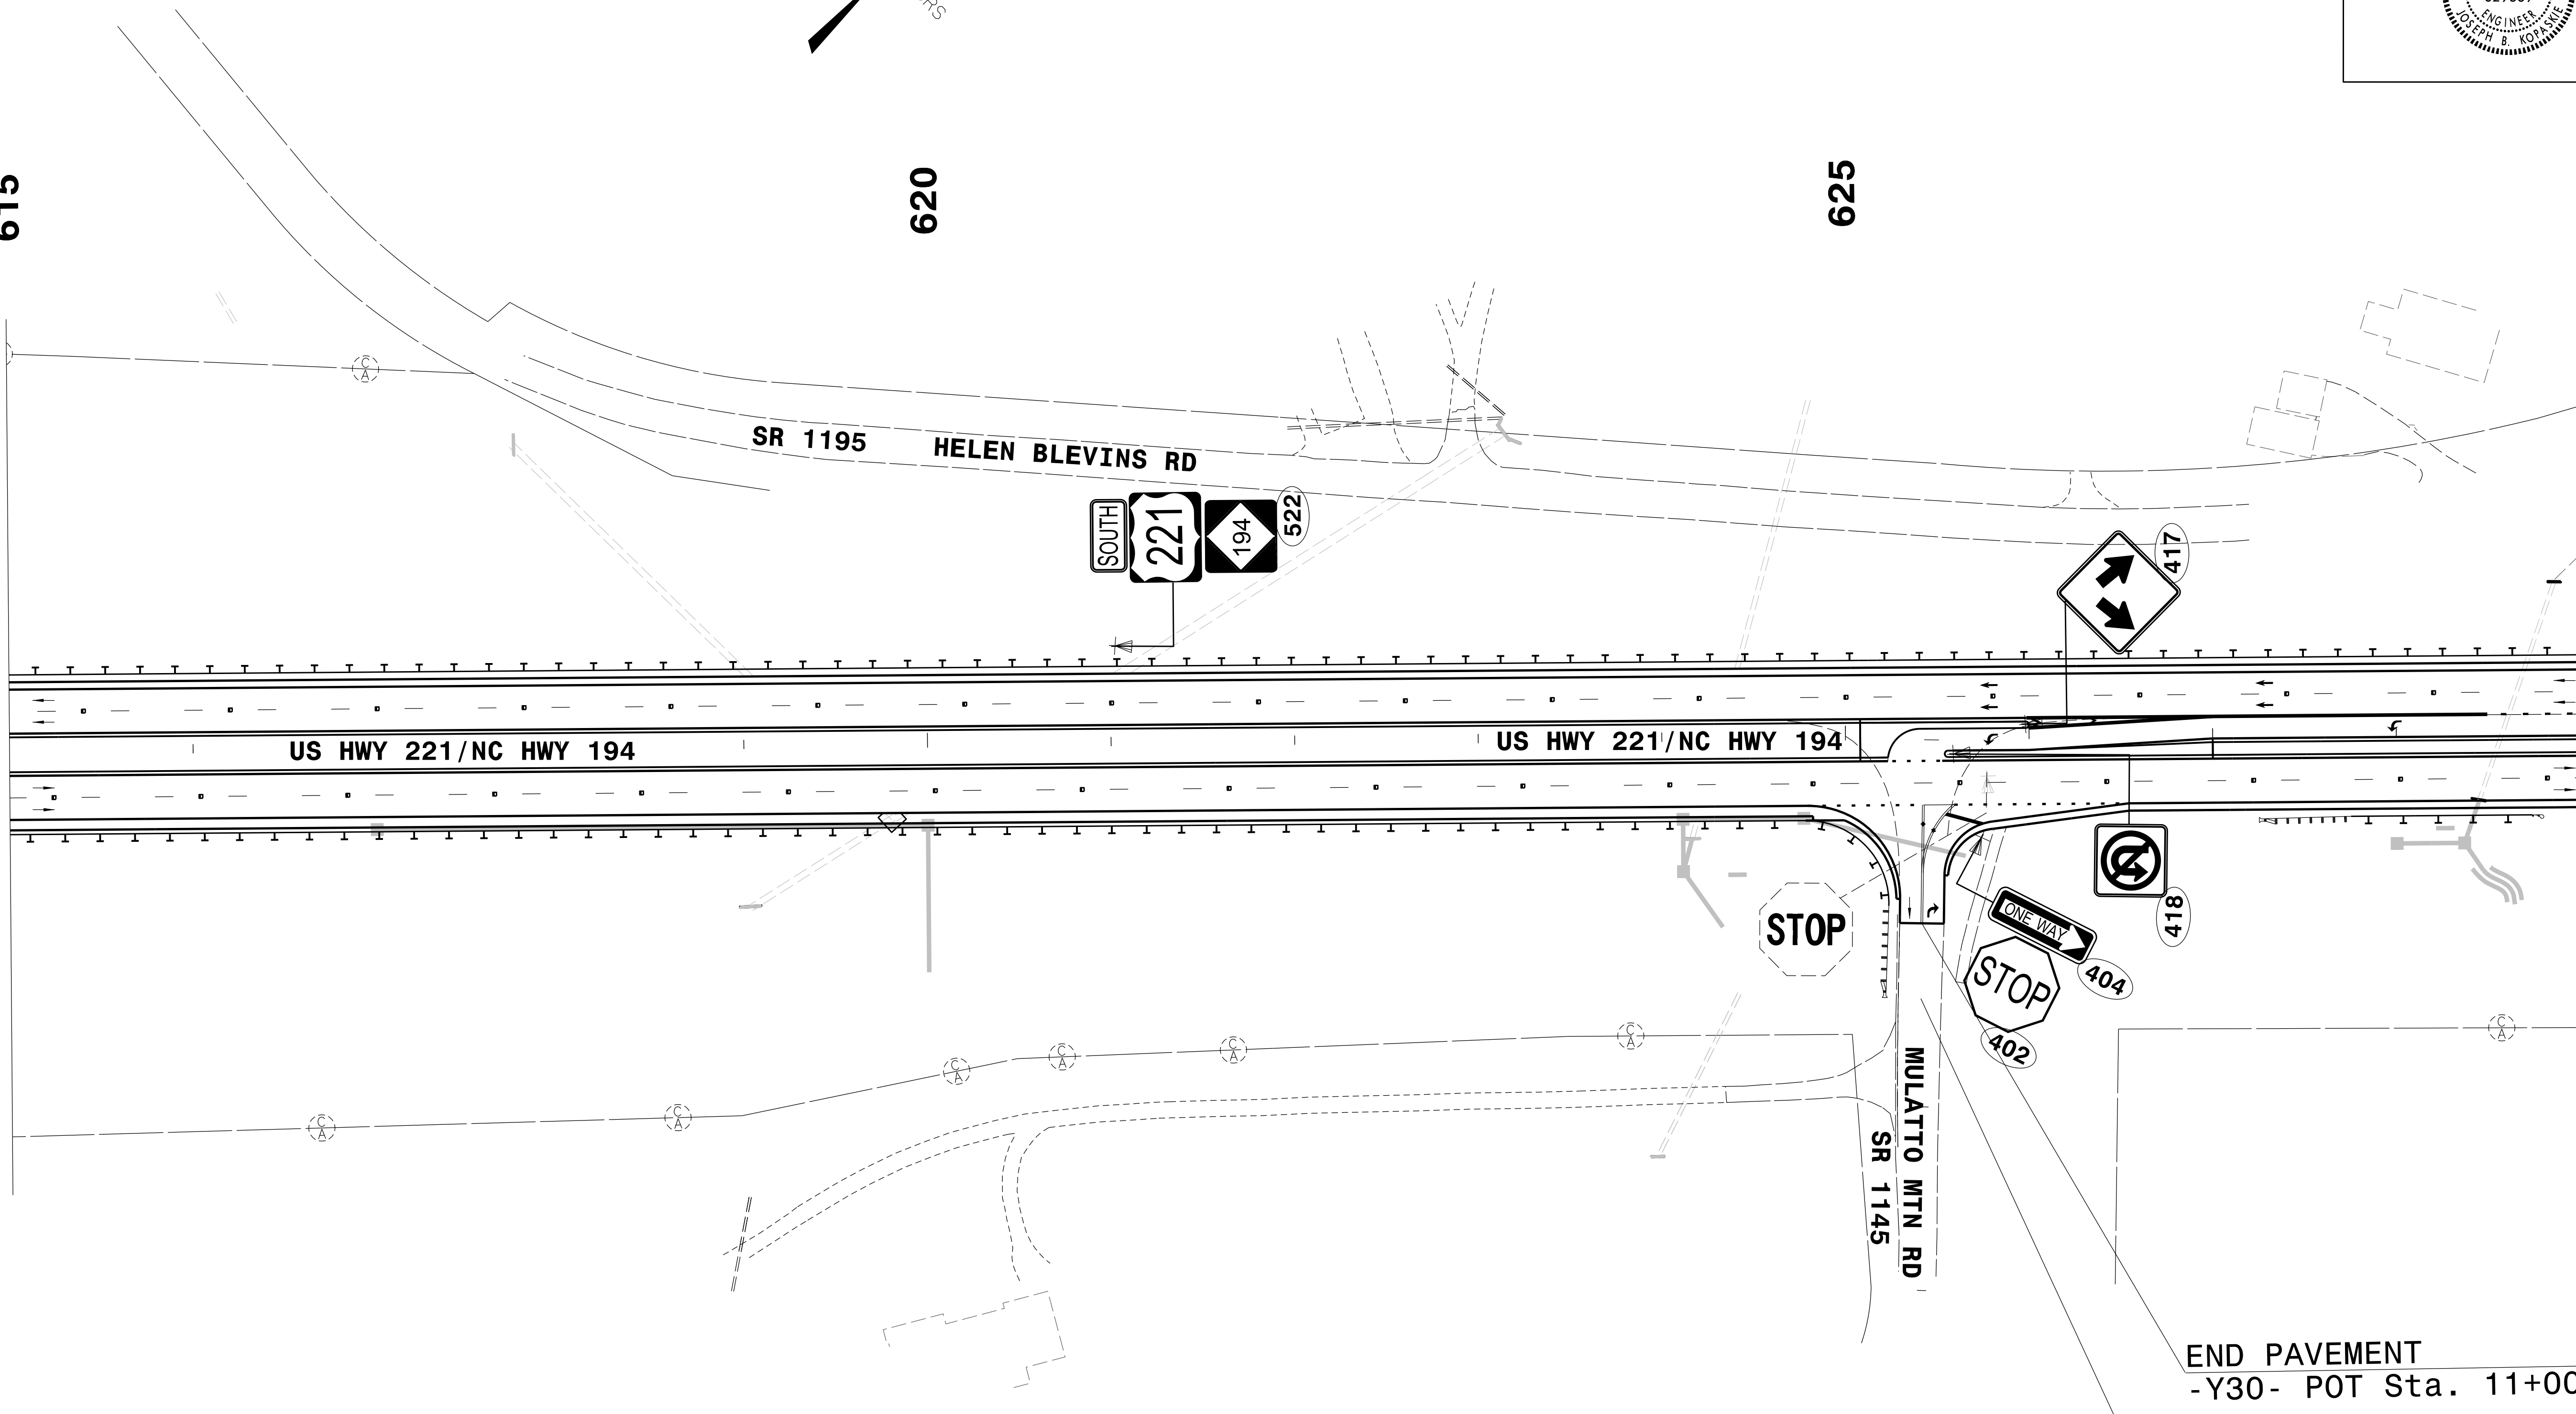 ENGINEER
JOSEPH B. KOPASKIE
RS
615
620
625
SR 1195 HELEN BLEVINS RD
SOUTH
221
194
522
417
US HWY 221/NC HWY 194
US HWY 221/NC HWY 194
STOP
ONE WAY
404
STOP
402
418
C
A
C
A
C
A
C
A
C
A
C
A
C
A
C
A
MULATTO MTN RD
SR 1145
END PAVEMENT
-Y30- POT Sta. 11+00